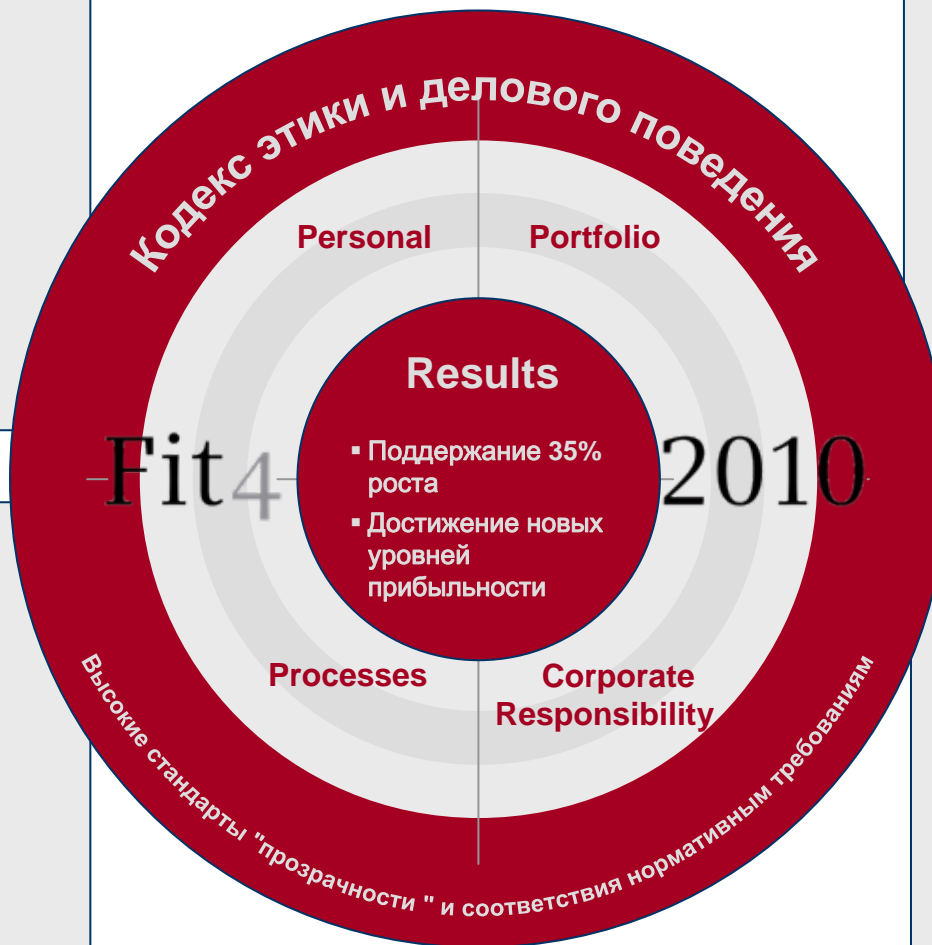 Кодекс этики и делового поведения
Personal
Portfolio
Results
▪ Поддержание 35%
роста
▪ Достижение новых
уровней
прибыльности
Fit4
2010
Processes
Corporate
Responsibility
Высокие стандарты "прозрачности " и соответствия нормативным требованиям